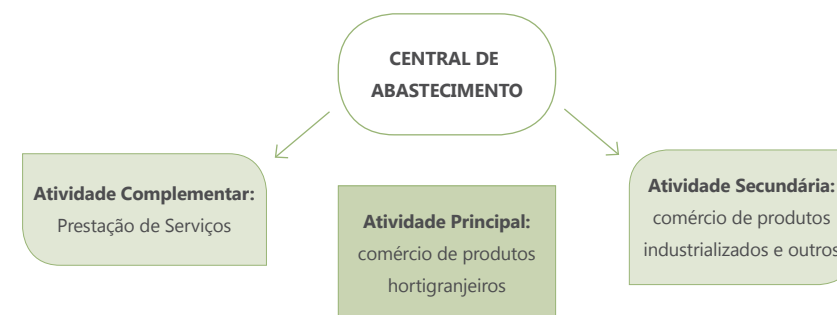 CENTRAL DE
ABASTECIMENTO
Atividade Complementar:
Prestação de Serviços
Atividade Principal:
comércio de produtos
hortigranjeiros
Atividade Secundária:
comércio de produtos
industrializados e outros